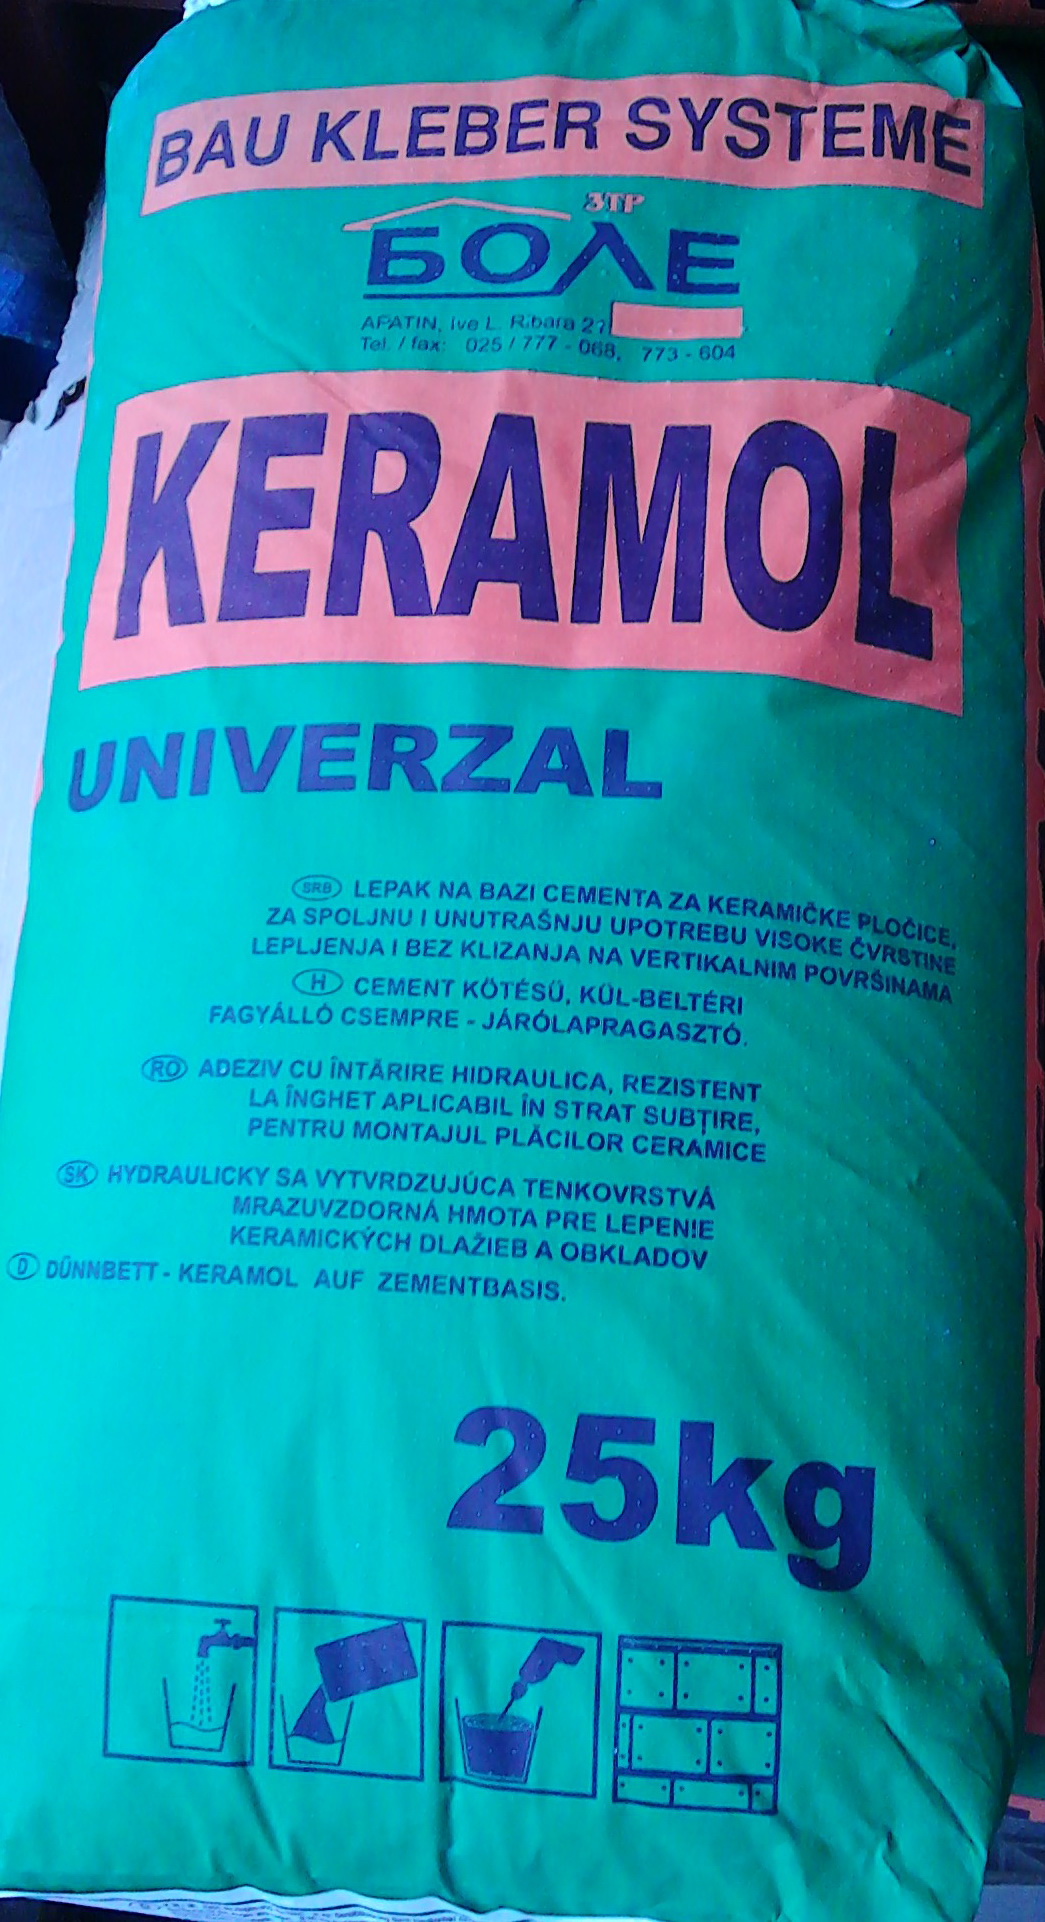 BAU KLEBER SYSTEME
ЗТР
БОЛЕ
APATIN, Ive L. Ribara 27
Tel. / fax: 025 / 777 - 068, 773 - 604
KERAMOL
UNIVERZAL
SRB LEPAK NA BAZI CEMENTA ZA KERAMIČKE PLOČICE,
ZA SPOLJNU I UNUTRAŠNJU UPOTREBU VISOKE ČVRSTINE
LEPLJENJA I BEZ KLIZANJA NA VERTIKALNIM POVRŠINAMA
H CEMENT KÖTÉSŰ, KÜL-BELTÉRI
FAGYÁLLÓ CSEMPRE - JÁRÓLAPRAGASZTÓ.
RO ADEZIV CU ÎNTĂRIRE HIDRAULICA, REZISTENT
LA ÎNGHET APLICABIL ÎN STRAT SUBȚIRE,
PENTRU MONTAJUL PLĂCILOR CERAMICE
SK HYDRAULICKY SA VYTVRDZUJÚCA TENKOVRSTVÁ
MRAZUVZDORNÁ HMOTA PRE LEPENIE
KERAMICKÝCH DLAŽIEB A OBKLADOV
D DÜNNBETT - KERAMOL AUF ZEMENTBASIS.
25kg